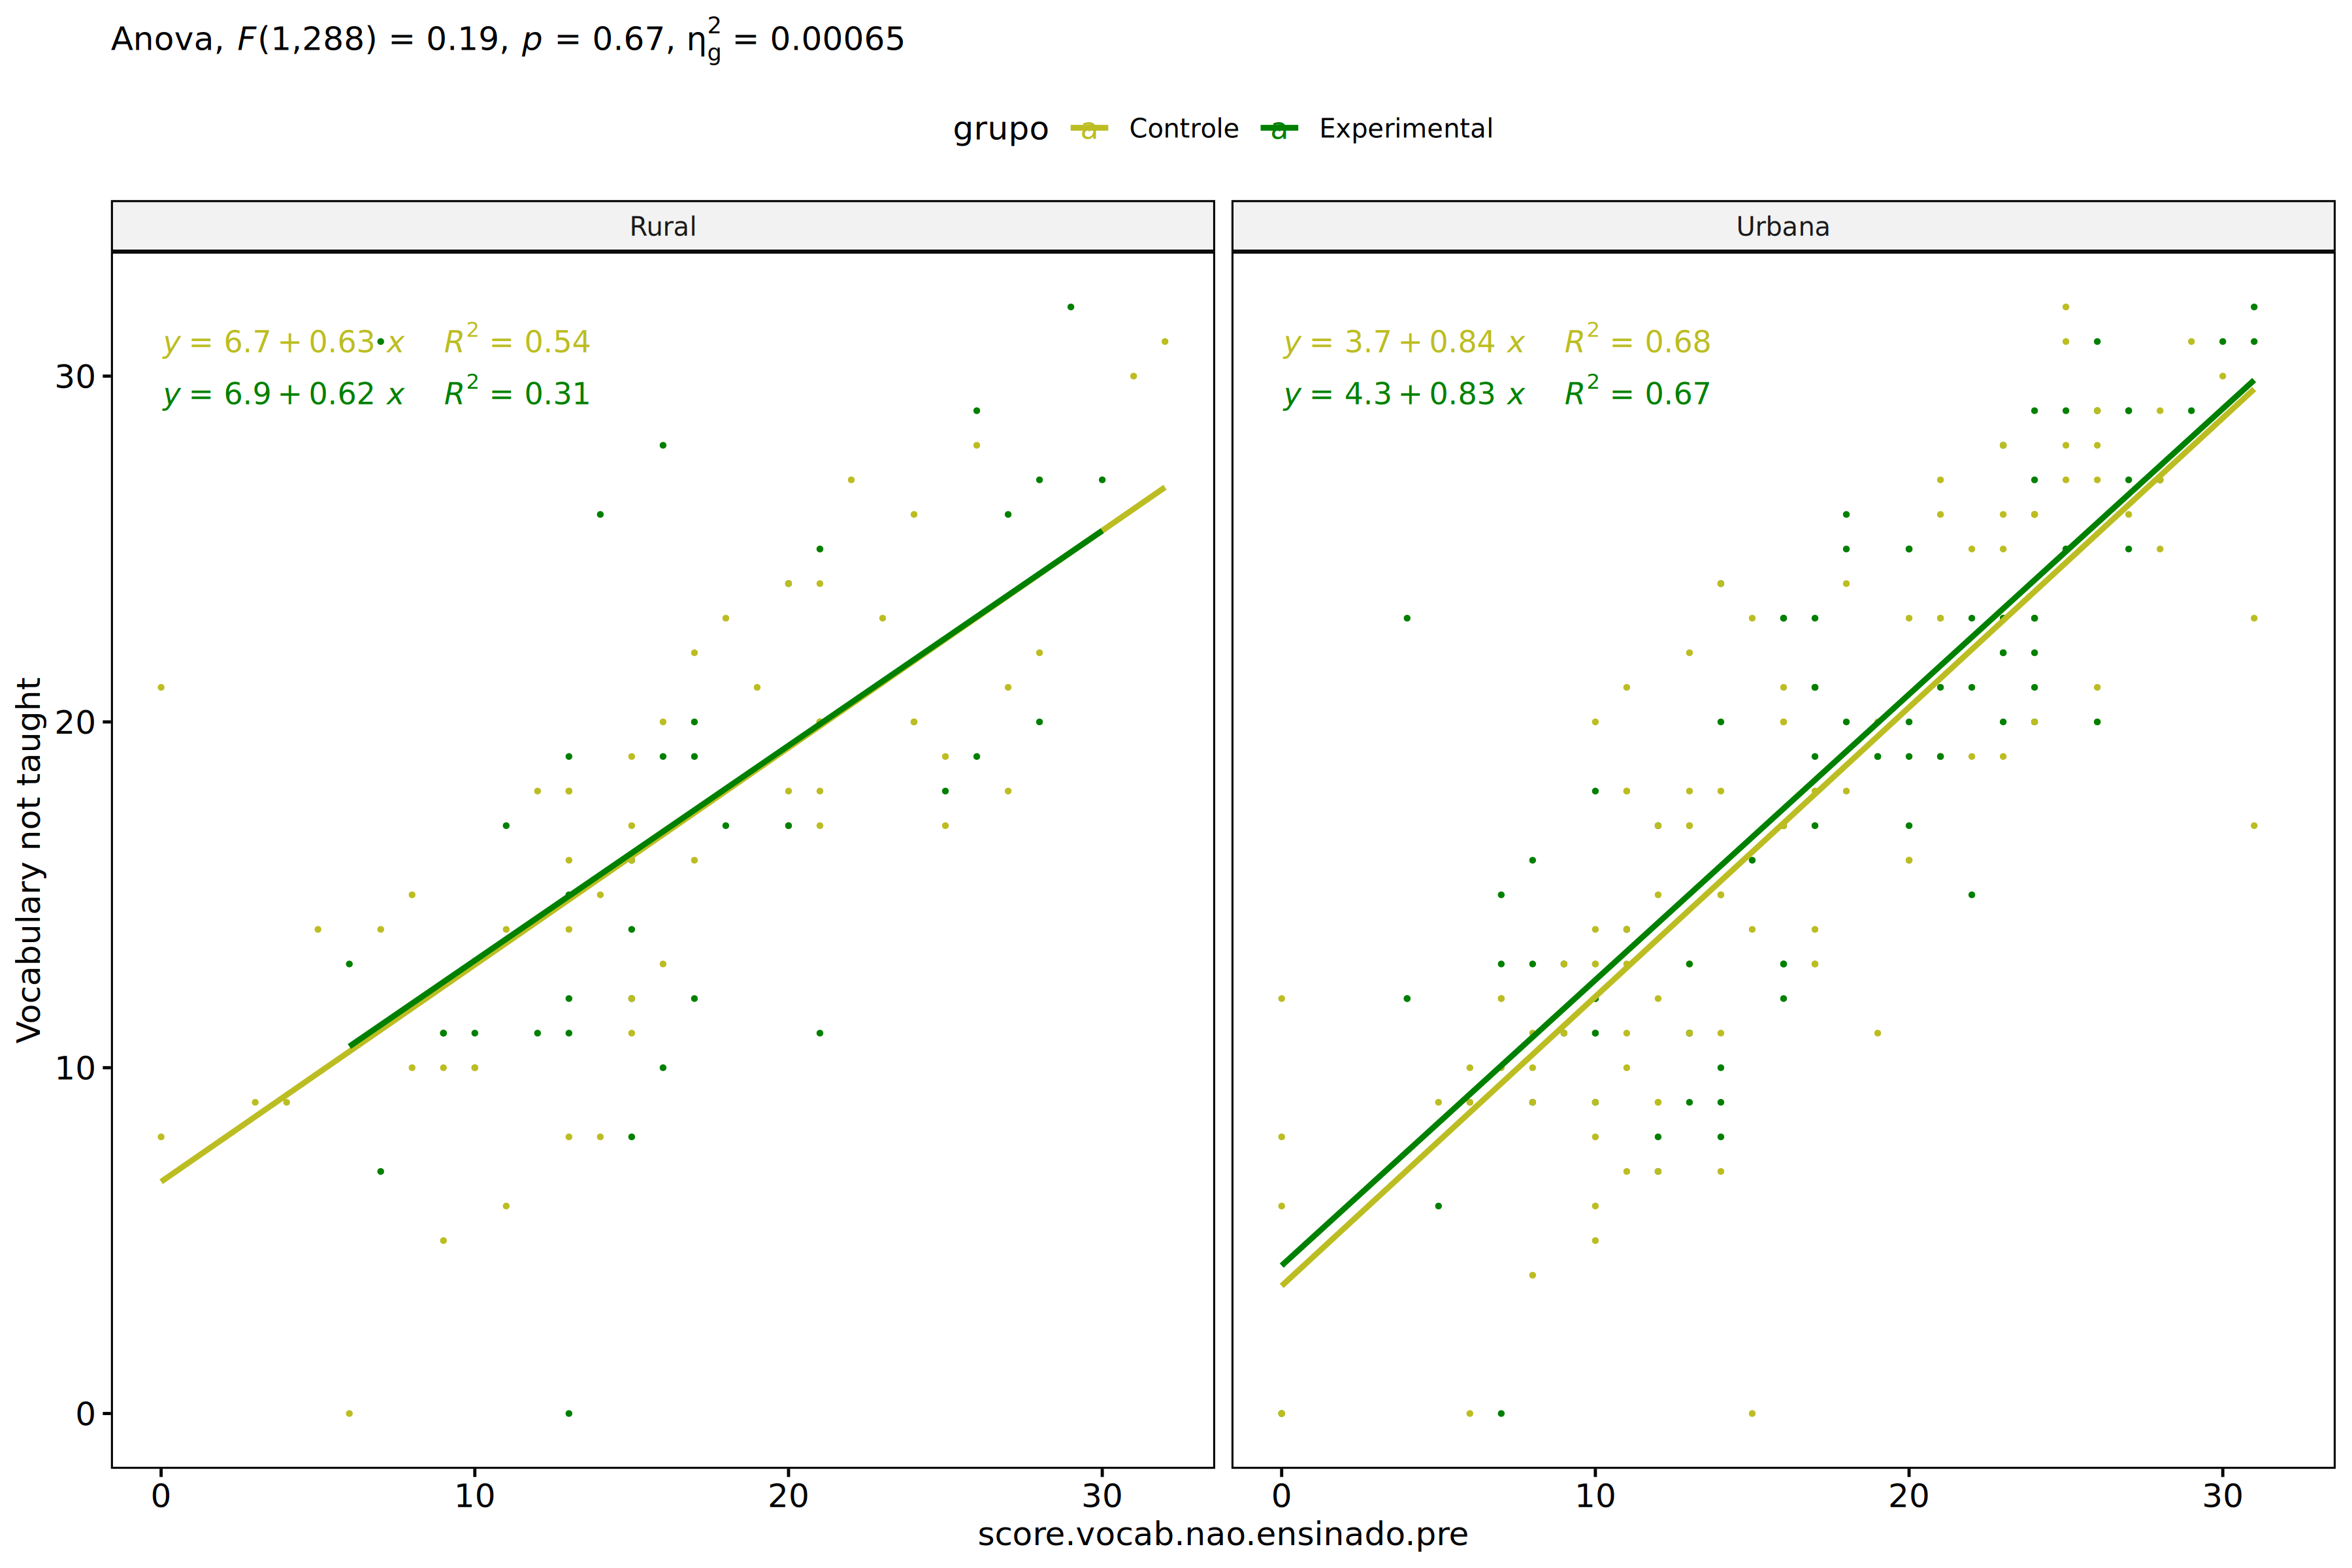 Anova, F(1,288) = 0.19, p = 0.67, η²g = 0.00065
grupo a Controle a Experimental
Rural Urbana
y = 6.7 + 0.63 x R² = 0.54
y = 6.9 + 0.62 x R² = 0.31
y = 3.7 + 0.84 x R² = 0.68
y = 4.3 + 0.83 x R² = 0.67
Vocabulary not taught
30
20
10
0
0 10 20 30 0 10 20 30
score.vocab.nao.ensinado.pre